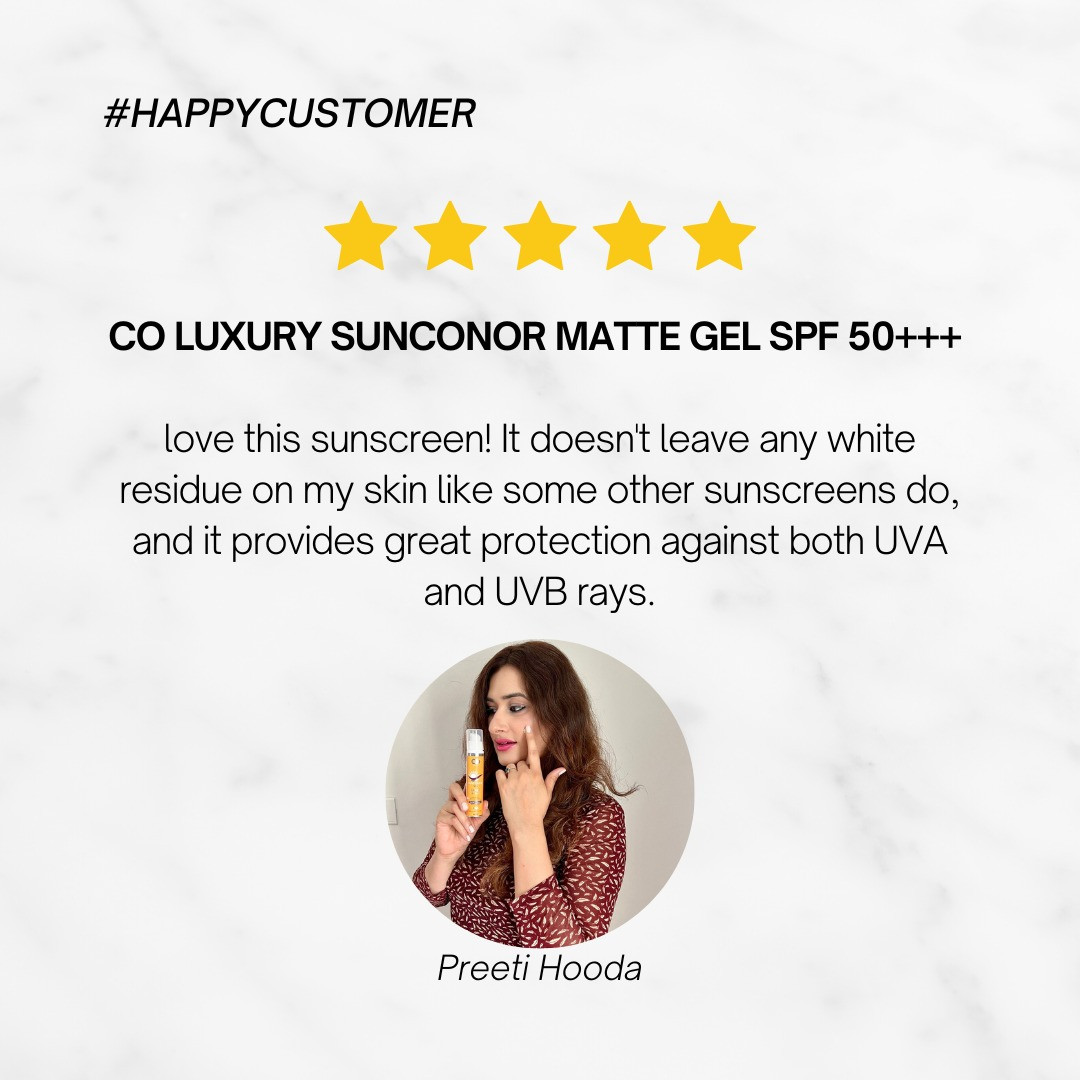 #HAPPYCUSTOMER
CO LUXURY SUNCONOR MATTE GEL SPF 50+++
love this sunscreen! It doesn't leave any white
residue on my skin like some other sunscreens do,
and it provides great protection against both UVA
and UVB rays.
Preeti Hooda